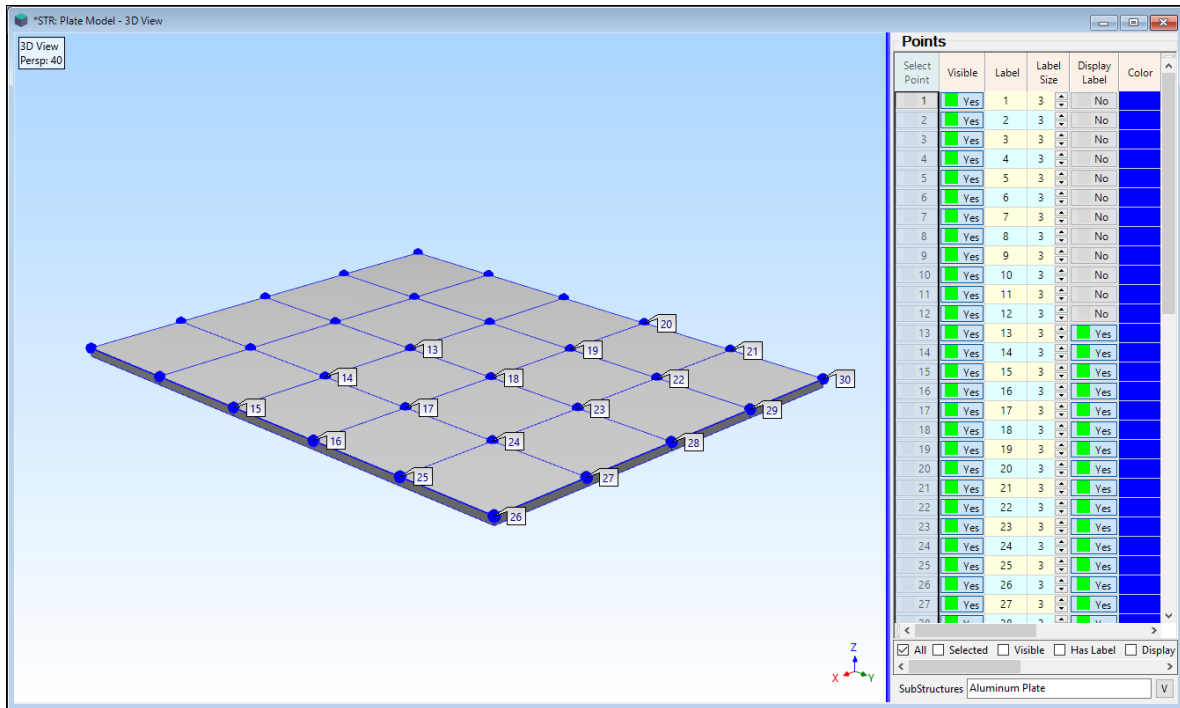 *STR: Plate Model - 3D View
3D View
Persp: 40
20
21
13
19
30
14
18
22
15
17
23
29
16
24
28
25
27
26
Points
Select Point Visible Label Label Size Display Label Color
1 Yes 1 3 No
2 Yes 2 3 No
3 Yes 3 3 No
4 Yes 4 3 No
5 Yes 5 3 No
6 Yes 6 3 No
7 Yes 7 3 No
8 Yes 8 3 No
9 Yes 9 3 No
10 Yes 10 3 No
11 Yes 11 3 No
12 Yes 12 3 No
13 Yes 13 3 Yes
14 Yes 14 3 Yes
15 Yes 15 3 Yes
16 Yes 16 3 Yes
17 Yes 17 3 Yes
18 Yes 18 3 Yes
19 Yes 19 3 Yes
20 Yes 20 3 Yes
21 Yes 21 3 Yes
22 Yes 22 3 Yes
23 Yes 23 3 Yes
24 Yes 24 3 Yes
25 Yes 25 3 Yes
26 Yes 26 3 Yes
27 Yes 27 3 Yes
All Selected Visible Has Label Display
SubStructures Aluminum Plate V
Z
X Y